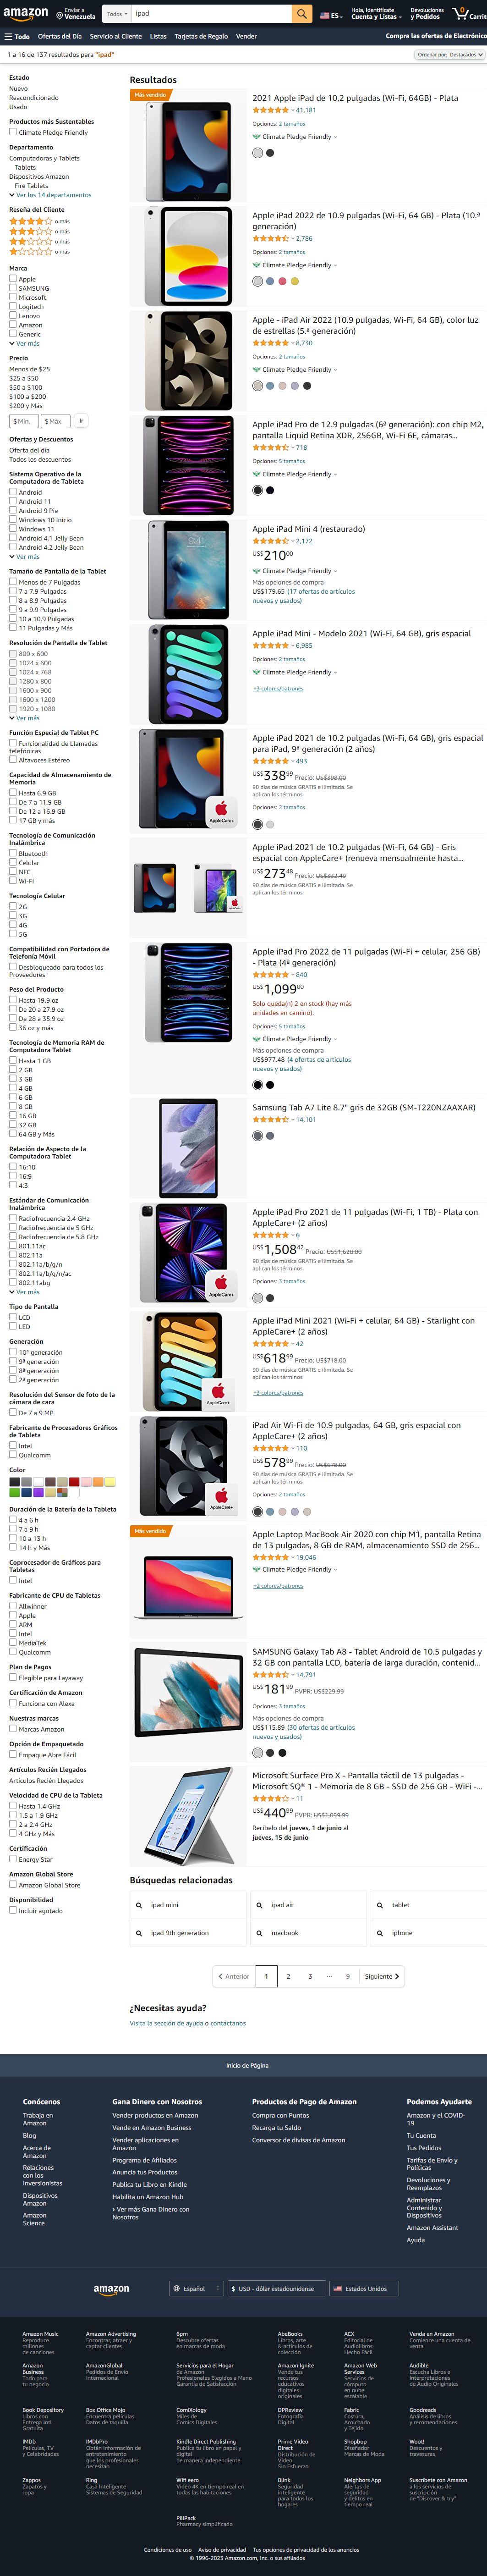 amazon
Enviar a
Venezuela
Todos
ipad
ES
Hola, Identifícate
Cuenta y Listas
Devoluciones
y Pedidos
0
Carrito
Todo
Ofertas del Día
Servicio al Cliente
Listas
Tarjetas de Regalo
Vender
Compra las ofertas de Electrónico
1 a 16 de 137 resultados para "ipad"
Ordenar por: Destacados
Estado
Nuevo
Reacondicionado
Usado
Productos más Sustentables
Climate Pledge Friendly
Departamento
Computadoras y Tablets
Tablets
Dispositivos Amazon
Fire Tablets
Ver los 14 departamentos
Reseña del Cliente
o más
o más
o más
o más
Marca
Apple
SAMSUNG
Microsoft
Logitech
Lenovo
Amazon
Generic
Ver más
Precio
Menos de $25
$25 a $50
$50 a $100
$100 a $200
$200 y Más
$ Mín.
$ Máx.
Ir
Ofertas y Descuentos
Oferta del día
Todos los descuentos
Sistema Operativo de la
Computadora de Tableta
Android
Android 11
Android 9 Pie
Windows 10 Inicio
Windows 11
Android 4.1 Jelly Bean
Android 4.2 Jelly Bean
Ver más
Tamaño de Pantalla de la Tablet
Menos de 7 Pulgadas
7 a 7.9 Pulgadas
8 a 8.9 Pulgadas
9 a 9.9 Pulgadas
10 a 10.9 Pulgadas
11 Pulgadas y Más
Resolución de Pantalla de Tablet
800 x 600
1024 x 600
1024 x 768
1280 x 800
1600 x 900
1600 x 1200
1920 x 1080
Ver más
Función Especial de Tablet PC
Funcionalidad de Llamadas
telefónicas
Altavoces Estéreo
Capacidad de Almacenamiento de
Memoria
Hasta 6.9 GB
De 7 a 11.9 GB
De 12 a 16.9 GB
17 GB y más
Tecnología de Comunicación
Inalámbrica
Bluetooth
Celular
NFC
Wi-Fi
Tecnología Celular
2G
3G
4G
5G
Compatibilidad con Portadora de
Telefonía Móvil
Desbloqueado para todos los
Proveedores
Peso del Producto
Hasta 19.9 oz
De 20 a 27.9 oz
De 28 a 35.9 oz
36 oz y más
Tecnología de Memoria RAM de
Computadora Tablet
Hasta 1 GB
2 GB
3 GB
4 GB
6 GB
8 GB
16 GB
32 GB
64 GB y Más
Relación de Aspecto de la
Computadora Tablet
16:10
16:9
4:3
Estándar de Comunicación
Inalámbrica
Radiofrecuencia 2.4 GHz
Radiofrecuencia de 5 GHz
Radiofrecuencia de 5.8 GHz
801.11ac
802.11a
802.11a/b/g/n
802.11a/b/g/n/ac
802.11abg
Ver más
Tipo de Pantalla
LCD
LED
Generación
10ª generación
9ª generación
8ª generación
2ª generación
Resolución del Sensor de foto de la
cámara de cara
De 7 a 9 MP
Fabricante de Procesadores Gráficos
de Tableta
Intel
Qualcomm
Color
Duración de la Batería de la Tableta
4 a 6 h
7 a 9 h
10 a 13 h
14 h y Más
Coprocesador de Gráficos para
Tabletas
Intel
Fabricante de CPU de Tabletas
Allwinner
Apple
ARM
Intel
MediaTek
Qualcomm
Plan de Pagos
Elegible para Layaway
Certificación de Amazon
Funciona con Alexa
Nuestras marcas
Marcas Amazon
Opción de Empaquetado
Empaque Abre Fácil
Artículos Recién Llegados
Artículos Recién Llegados
Velocidad de CPU de la Tableta
Hasta 1.4 GHz
1.5 a 1.9 GHz
2 a 2.4 GHz
4 GHz y Más
Certificación
Energy Star
Amazon Global Store
Amazon Global Store
Disponibilidad
Incluir agotado
Resultados
Más vendido
2021 Apple iPad de 10,2 pulgadas (Wi-Fi, 64GB) - Plata
41,181
Opciones: 2 tamaños
Climate Pledge Friendly
Apple iPad 2022 de 10.9 pulgadas (Wi-Fi, 64 GB) - Plata (10.ª
generación)
2,786
Opciones: 2 tamaños
Climate Pledge Friendly
Apple - iPad Air 2022 (10.9 pulgadas, Wi-Fi, 64 GB), color luz
de estrellas (5.ª generación)
8,730
Opciones: 2 tamaños
Climate Pledge Friendly
Apple iPad Pro de 12.9 pulgadas (6ª generación): con chip M2,
pantalla Liquid Retina XDR, 256GB, Wi-Fi 6E, cámaras...
718
Opciones: 5 tamaños
Climate Pledge Friendly
Apple iPad Mini 4 (restaurado)
2,172
US$21000
Climate Pledge Friendly
Más opciones de compra
US$179.65 (17 ofertas de artículos
nuevos y usados)
Apple iPad Mini - Modelo 2021 (Wi-Fi, 64 GB), gris espacial
6,985
Opciones: 2 tamaños
Climate Pledge Friendly
+3 colores/patrones
Apple iPad 2021 de 10.2 pulgadas (Wi-Fi, 64 GB), gris espacial
para iPad, 9ª generación (2 años)
493
US$33899 Precio: US$398.00
90 días de música GRATIS e ilimitada. Se
aplican los términos
Opciones: 2 tamaños
AppleCare+
Apple iPad 2021 de 10.2 pulgadas (Wi-Fi, 64 GB) - Gris
espacial con AppleCare+ (renueva mensualmente hasta...
US$27348 Precio: US$332.49
90 días de música GRATIS e ilimitada. Se
aplican los términos
Apple iPad Pro 2022 de 11 pulgadas (Wi-Fi + celular, 256 GB)
- Plata (4ª generación)
840
US$1,09900
Solo queda(n) 2 en stock (hay más
unidades en camino).
Opciones: 5 tamaños
Climate Pledge Friendly
Más opciones de compra
US$977.48 (4 ofertas de artículos
nuevos y usados)
Samsung Tab A7 Lite 8.7" gris de 32GB (SM-T220NZAAXAR)
14,101
Apple iPad Pro 2021 de 11 pulgadas (Wi-Fi, 1 TB) - Plata con
AppleCare+ (2 años)
6
US$1,50842 Precio: US$1,628.00
90 días de música GRATIS e ilimitada. Se
aplican los términos
Opciones: 3 tamaños
AppleCare+
Apple iPad Mini 2021 (Wi-Fi + celular, 64 GB) - Starlight con
AppleCare+ (2 años)
42
US$61899 Precio: US$718.00
90 días de música GRATIS e ilimitada. Se
aplican los términos
+3 colores/patrones
AppleCare+
iPad Air Wi-Fi de 10.9 pulgadas, 64 GB, gris espacial con
AppleCare+ (2 años)
110
US$57899 Precio: US$678.00
90 días de música GRATIS e ilimitada. Se
aplican los términos
Opciones: 2 tamaños
AppleCare+
Más vendido
Apple Laptop MacBook Air 2020 con chip M1, pantalla Retina
de 13 pulgadas, 8 GB de RAM, almacenamiento SSD de 256...
19,046
Climate Pledge Friendly
+2 colores/patrones
SAMSUNG Galaxy Tab A8 - Tablet Android de 10.5 pulgadas y
32 GB con pantalla LCD, batería de larga duración, contenid...
14,791
US$18199 PVPR: US$229.99
Opciones: 3 tamaños
Más opciones de compra
US$115.89 (30 ofertas de artículos
nuevos y usados)
Microsoft Surface Pro X - Pantalla táctil de 13 pulgadas -
Microsoft SQ® 1 - Memoria de 8 GB - SSD de 256 GB - WiFi -...
11
US$44099 PVPR: US$1,099.99
Recíbelo del jueves, 1 de junio al
jueves, 15 de junio
Búsquedas relacionadas
ipad mini
ipad air
tablet
ipad 9th generation
macbook
iphone
Anterior
1
2
3
...
9
Siguiente
¿Necesitas ayuda?
Visita la sección de ayuda o contáctanos
Inicio de Página
Conócenos
Trabaja en
Amazon
Blog
Acerca de
Amazon
Relaciones
con los
Inversionistas
Dispositivos
Amazon
Amazon
Science
Gana Dinero con Nosotros
Vender productos en Amazon
Vende en Amazon Business
Vender aplicaciones en
Amazon
Programa de Afiliados
Anuncia tus Productos
Publica tu Libro en Kindle
Habilita un Amazon Hub
› Ver más Gana Dinero con
Nosotros
Productos de Pago de Amazon
Compra con Puntos
Recarga tu Saldo
Conversor de divisas de Amazon
Podemos Ayudarte
Amazon y el COVID-
19
Tu Cuenta
Tus Pedidos
Tarifas de Envío y
Políticas
Devoluciones y
Reemplazos
Administrar
Contenido y
Dispositivos
Amazon Assistant
Ayuda
amazon
Español
$ USD - dólar estadounidense
Estados Unidos
Amazon Music
Reproduce
millones
de canciones
Amazon Advertising
Encontrar, atraer y
captar clientes
6pm
Descubre ofertas
en marcas de moda
AbeBooks
Libros, arte
& artículos de
colección
ACX
Editorial de
Audiolibros
Hecho Fácil
Venda en Amazon
Comience una cuenta de
venta
Amazon
Business
Todo para
tu negocio
AmazonGlobal
Pedidos de Envío
Internacional
Servicios para el Hogar
de Amazon
Profesionales Elegidos a Mano
Garantía de Satisfacción
Amazon Ignite
Vende tus
recursos
educativos
digitales
originales
Amazon Web
Services
Servicios de
cómputo
en nube
escalable
Audible
Escucha Libros e
Interpretaciones
de Audio Originales
Book Depository
Libros con
Entrega Intl
Gratuita
Box Office Mojo
Encuentra películas
Datos de taquilla
ComiXology
Miles de
Comics Digitales
DPReview
Fotografía
Digital
Fabric
Costura,
Acolchado
y Tejido
Goodreads
Análisis de libros
y recomendaciones
IMDb
Películas, TV
y Celebridades
IMDbPro
Obtén información de
entretenimiento
que los profesionales
necesitan
Kindle Direct Publishing
Publica tu libro en papel y
digital
de manera independiente
Prime Video
Direct
Distribución de
Video
Sin Esfuerzo
Shopbop
Diseñador
Marcas de Moda
Woot!
Descuentos y
travesuras
Zappos
Zapatos y
ropa
Ring
Casa Inteligente
Sistemas de Seguridad
Wifi eero
Vídeo 4K en tiempo real en
todas las habitaciones
Blink
Seguridad
inteligente
para todos los
hogares
Neighbors App
Alertas de
seguridad
y delitos en
tiempo real
Suscríbete con Amazon
a los servicios de
suscripción
de "Discover & try"
PillPack
Pharmacy simplificado
Condiciones de uso
Aviso de privacidad
Tus opciones de privacidad de los anuncios
© 1996-2023 Amazon.com, Inc. o sus afiliados